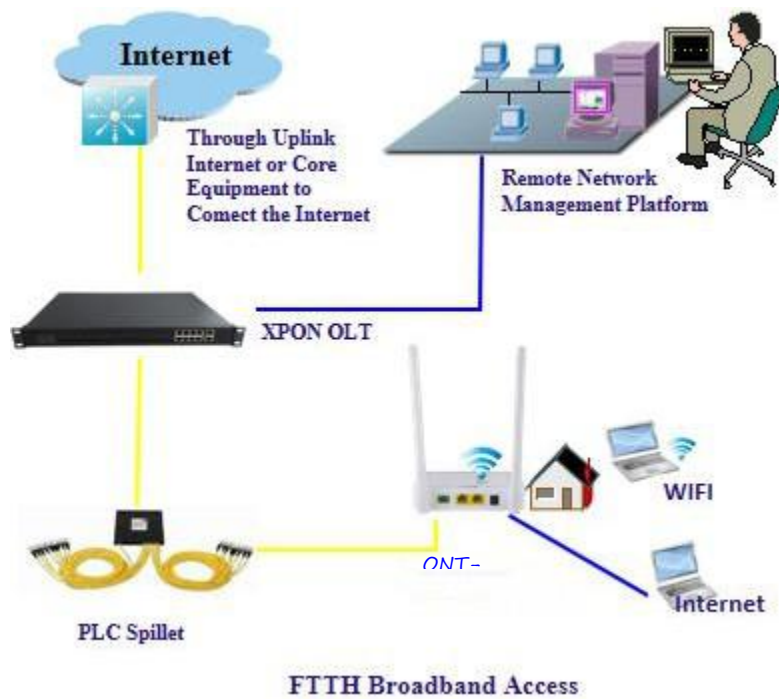 Internet
Through Uplink
Internet or Core
Equipment to
Comect the Internet
Remote Network
Management Platform
XPON OLT
WIFI
ONT-
Internet
PLC Spillet
FTTH Broadband Access